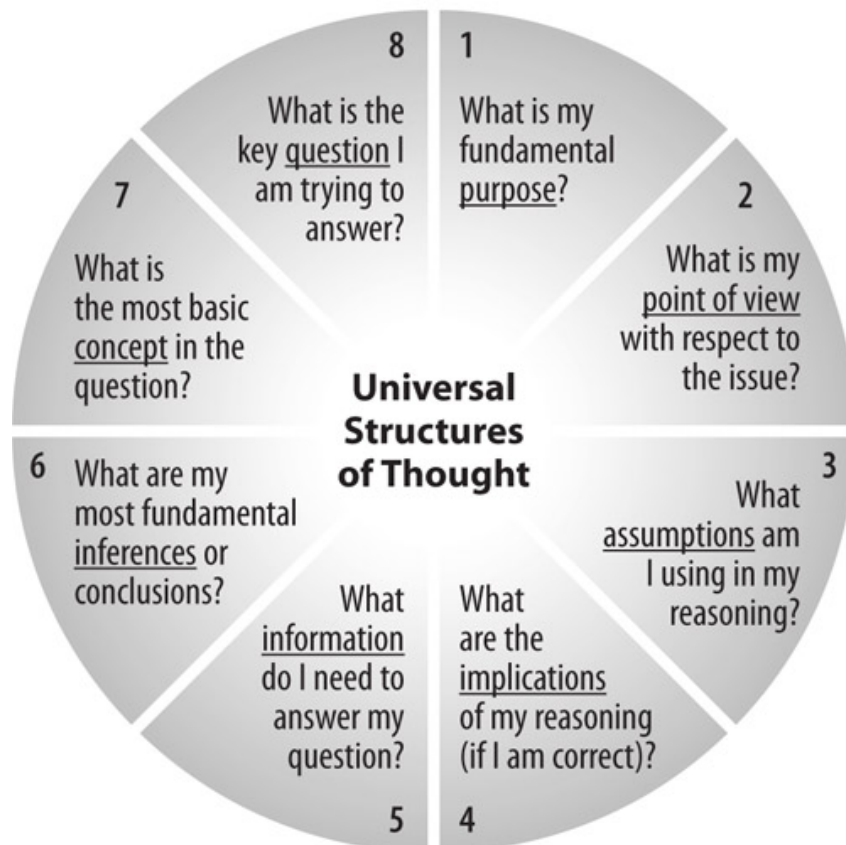 1
What is my
fundamental
purpose?
2
What is my
point of view
with respect to
the issue?
3
What
assumptions am
I using in my
reasoning?
4
What
are the
implications
of my reasoning
(if I am correct)?
5
What
information
do I need to
answer my
question?
6
What are my
most fundamental
inferences or
conclusions?
7
What is
the most basic
concept in the
question?
8
What is the
key question I
am trying to
answer?
Universal
Structures
of Thought